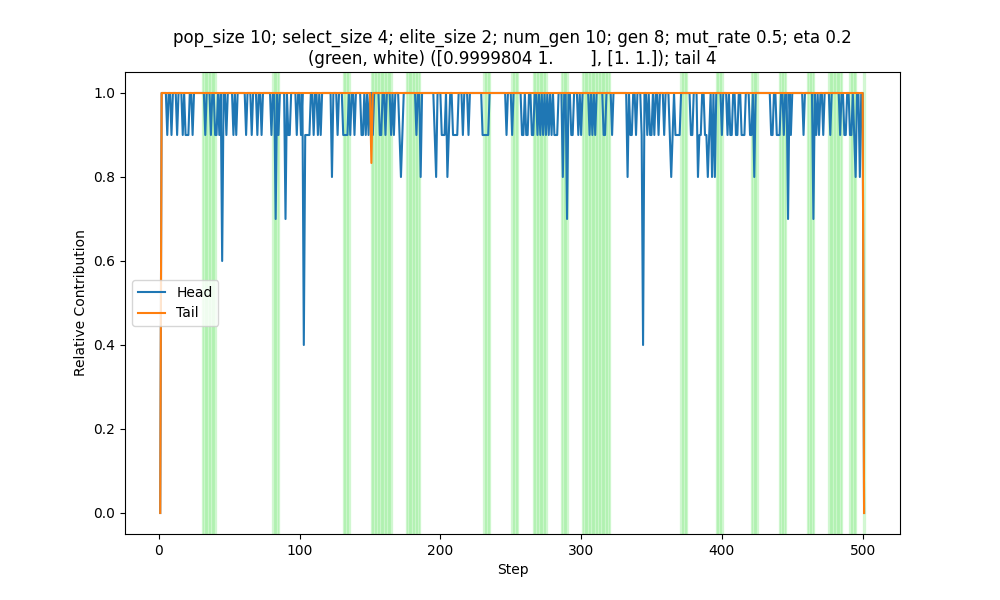 pop_size 10; select_size 4; elite_size 2; num_gen 10; gen 8; mut_rate 0.5; eta 0.2
(green, white) ([0.9999804 1.        ], [1. 1.]); tail 4
1.0
0.8
0.6
0.4
0.2
0.0
Relative Contribution
Head
Tail
0
100
200
300
400
500
Step